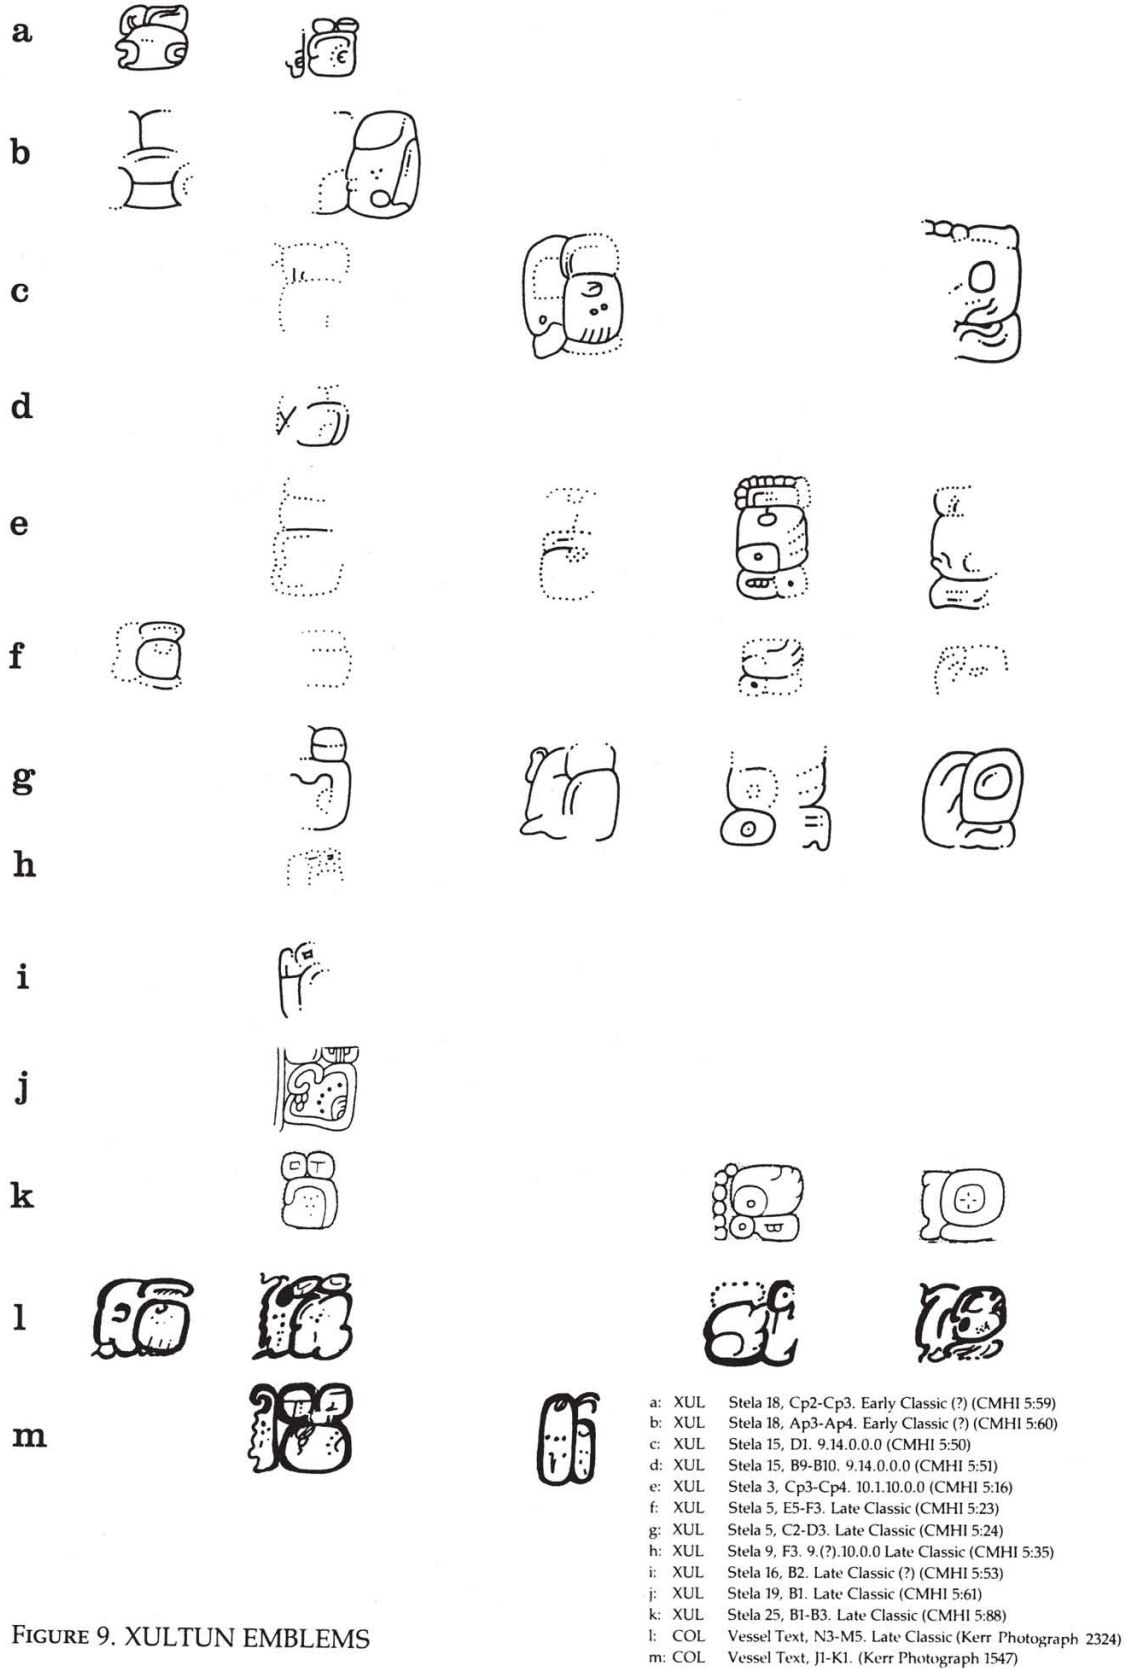 a
b
c
d
e
f
g
h
i
j
k
l
m
a: XUL Stela 18, Cp2-Cp3. Early Classic (?) (CMHI 5:59)
b: XUL Stela 18, Ap3-Ap4. Early Classic (?) (CMHI 5:60)
c: XUL Stela 15, D1. 9.14.0.0.0 (CMHI 5:50)
d: XUL Stela 15, B9-B10. 9.14.0.0.0 (CMHI 5:51)
e: XUL Stela 3, Cp3-Cp4. 10.1.10.0.0 (CMHI 5:16)
f: XUL Stela 5, E5-F3. Late Classic (CMHI 5:23)
g: XUL Stela 5, C2-D3. Late Classic (CMHI 5:24)
h: XUL Stela 9, F3. 9.(?).10.0.0 Late Classic (CMHI 5:35)
i: XUL Stela 16, B2. Late Classic (?) (CMHI 5:53)
j: XUL Stela 19, B1. Late Classic (CMHI 5:61)
k: XUL Stela 25, B1-B3. Late Classic (CMHI 5:88)
l: COL Vessel Text, N3-M5. Late Classic (Kerr Photograph 2324)
m: COL Vessel Text, J1-K1. (Kerr Photograph 1547)
FIGURE 9. XULTUN EMBLEMS